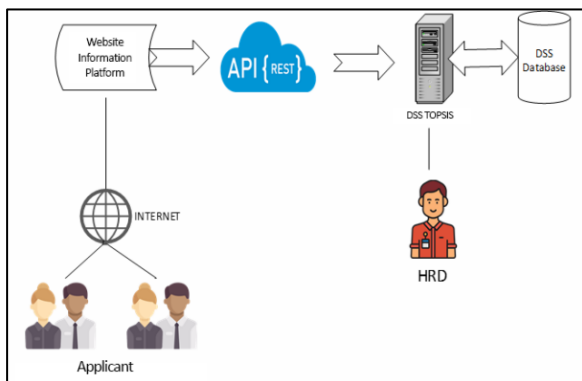 Website
Information
Platform
API {REST}
DSS TOPSIS
DSS
Database
INTERNET
HRD
Applicant